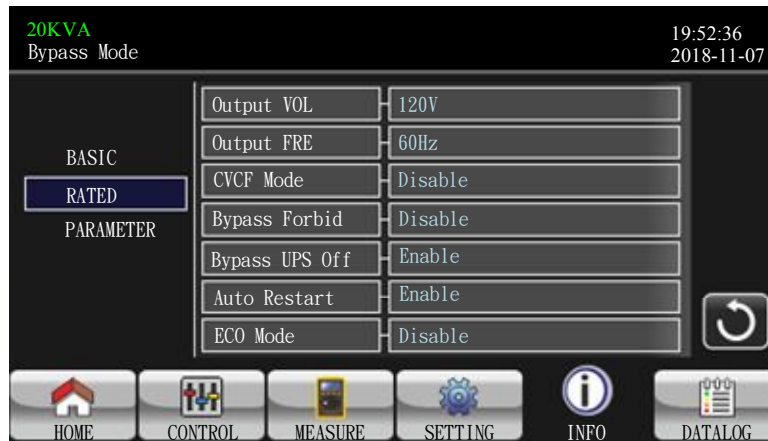 20KVA
Bypass Mode
19:52:36
2018-11-07
BASIC
RATED
PARAMETER
Output VOL 120V
Output FRE 60Hz
CVCF Mode Disable
Bypass Forbid Disable
Bypass UPS Off Enable
Auto Restart Enable
ECO Mode Disable
HOME CONTROL MEASURE SETTING INFO DATALOG